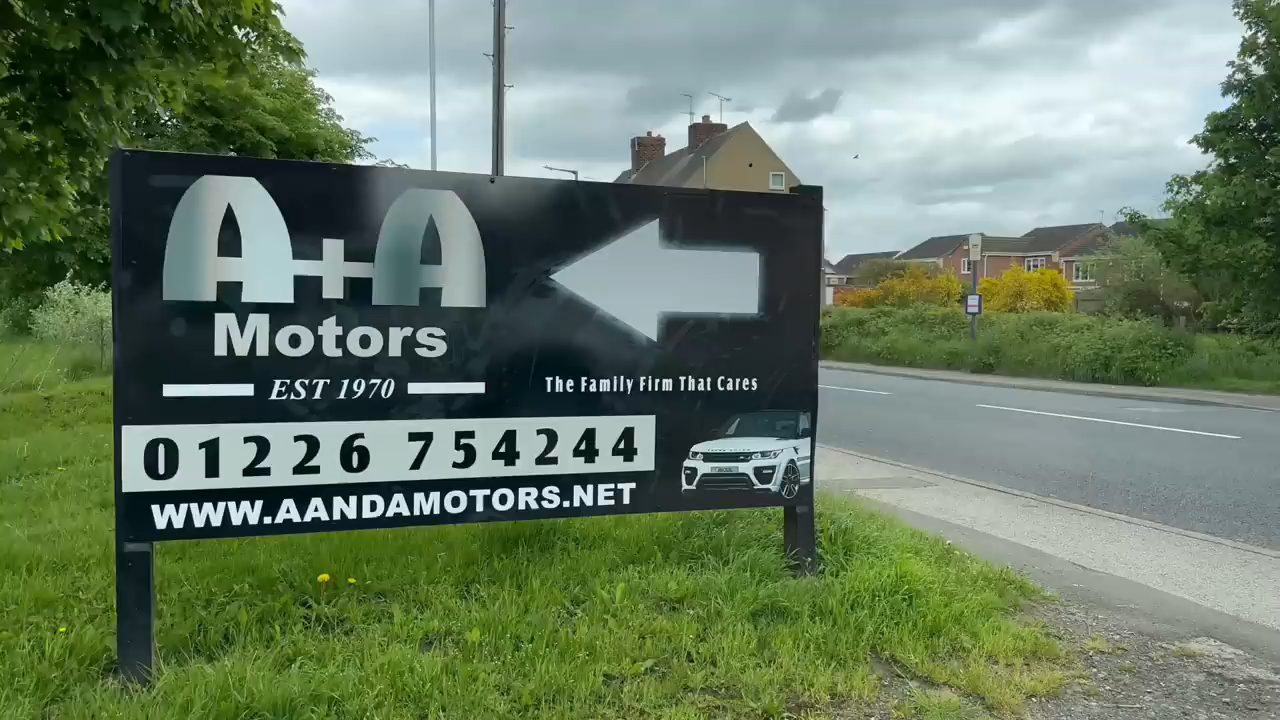 A+A
Motors
EST 1970
The Family Firm That Cares
01226 754244
WWW.AANDAMOTORS.NET